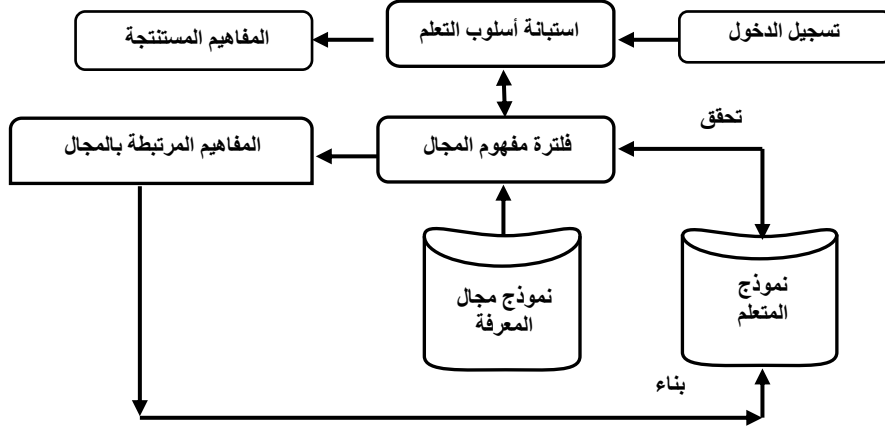 تسجيل الدخول
استبانة أسلوب التعلم
المفاهيم المستنتجة
تحقق
فلترة مفهوم المجال
المفاهيم المرتبطة بالمجال
نموذج
المتعلم
نموذج مجال
المعرفة
بناء